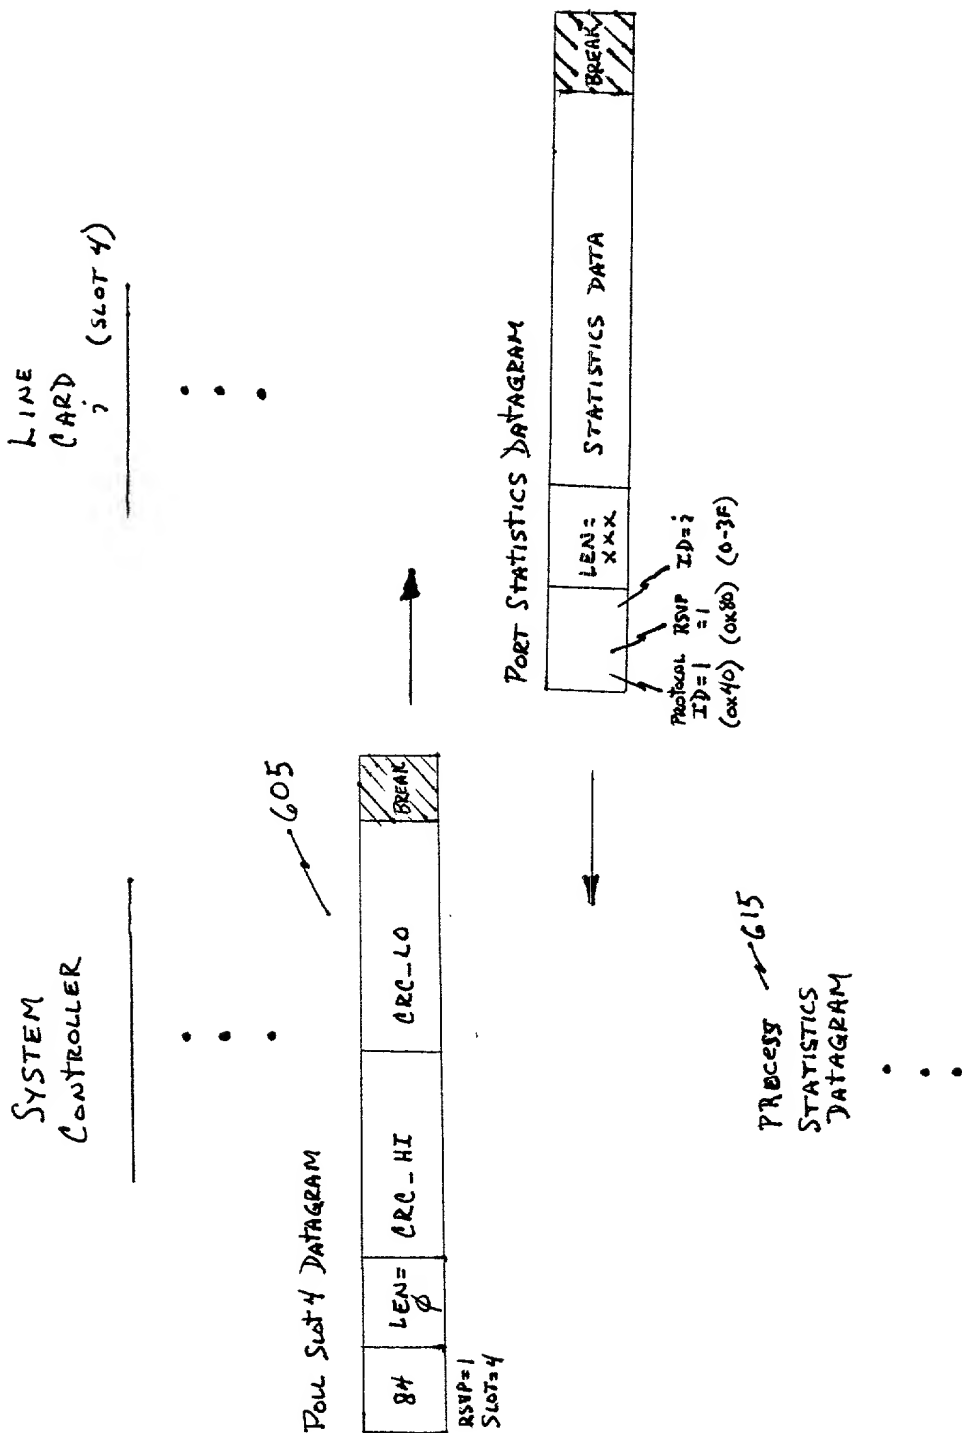 SYSTEM
CONTROLLER
LINE
CARD
i (SLOT 4)
POLL SLOT 4 DATAGRAM
605
84
LEN=
0
CRC_HI
CRC_LO
BREAK
RSVP=1
SLOT=4
PORT STATISTICS DATAGRAM
LEN=
XXX
STATISTICS DATA
BREAK
PROTOCOL
ID=1
(0x40)
RSVP
=1
(0x80)
ID=i
(0-3F)
PROCESS
STATISTICS
DATAGRAM
615